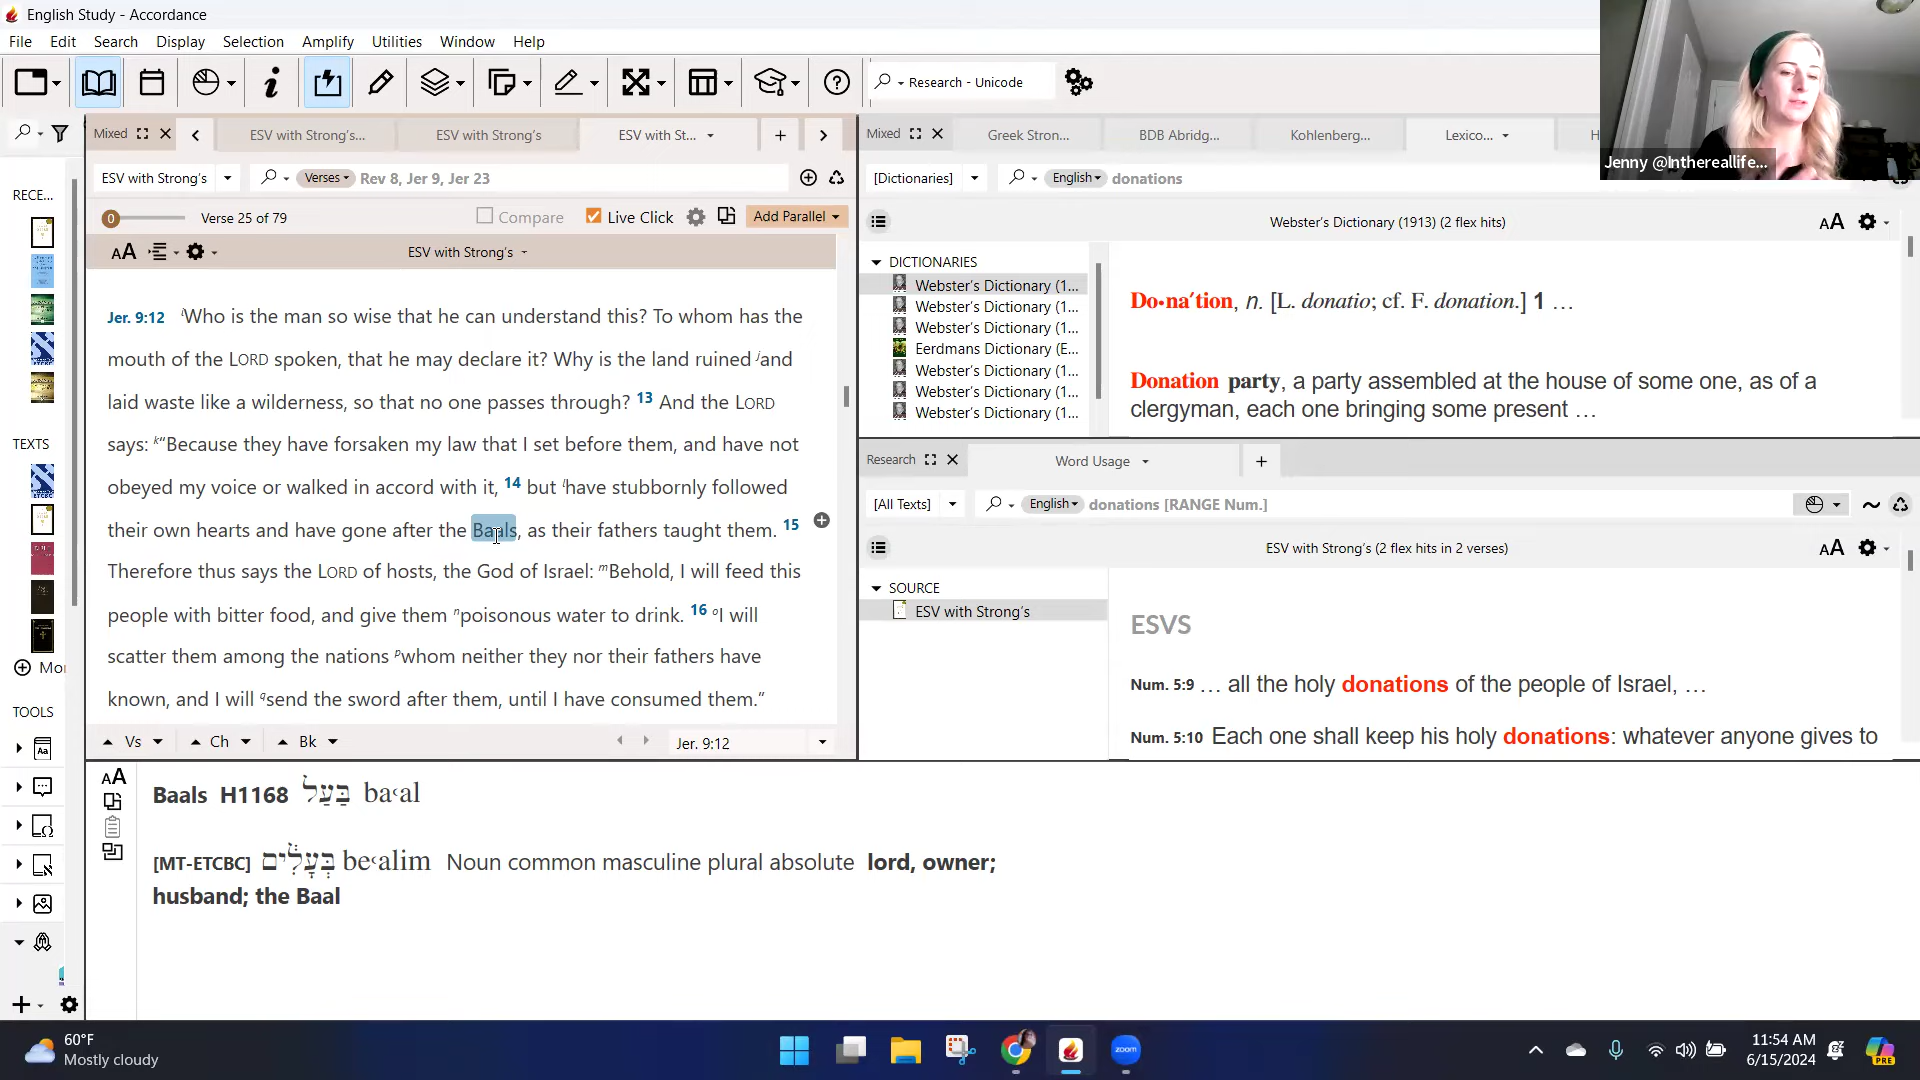 English Study - Accordance
File Edit Search Display Selection Amplify Utilities Window Help
Research - Unicode
Jenny @Inthereallife...
Mixed ESV with Strong's... ESV with Strong's ESV with St...
ESV with Strong's Verses Rev 8, Jer 9, Jer 23
0 Verse 25 of 79 Compare Live Click Add Parallel
AA ESV with Strong's
Jer. 9:12 iWho is the man so wise that he can understand this? To whom has the
mouth of the LORD spoken, that he may declare it? Why is the land ruined jand
laid waste like a wilderness, so that no one passes through? 13 And the LORD
says: k“Because they have forsaken my law that I set before them, and have not
obeyed my voice or walked in accord with it, 14 but lhave stubbornly followed
their own hearts and have gone after the Baals, as their fathers taught them. 15
Therefore thus says the LORD of hosts, the God of Israel: mBehold, I will feed this
people with bitter food, and give them npoisonous water to drink. 16 oI will
scatter them among the nations pwhom neither they nor their fathers have
known, and I will qsend the sword after them, until I have consumed them.”
Vs Ch Bk Jer. 9:12
RECE...
TEXTS
TOOLS
Mixed Greek Stron... BDB Abridg... Kohlenberg... Lexico...
[Dictionaries] English donations
Webster's Dictionary (1913) (2 flex hits) AA
DICTIONARIES
Webster's Dictionary (1...
Webster's Dictionary (1...
Webster's Dictionary (1...
Eerdmans Dictionary (E...
Webster's Dictionary (1...
Webster's Dictionary (1...
Webster's Dictionary (1...
Do•na′tion, n. [L. donatio; cf. F. donation.] 1 …
Donation party, a party assembled at the house of some one, as of a
clergyman, each one bringing some present …
Research Word Usage
[All Texts] English donations [RANGE Num.]
ESV with Strong's (2 flex hits in 2 verses) AA
SOURCE
ESV with Strong's
ESVS
Num. 5:9 … all the holy donations of the people of Israel, …
Num. 5:10 Each one shall keep his holy donations: whatever anyone gives to
AA
Baals H1168 בַּעַל baʿal
[MT-ETCBC] בְּעָלִ֔ים beʿalim Noun common masculine plural absolute lord, owner;
husband; the Baal
60°F
Mostly cloudy
zoom
11:54 AM
6/15/2024
PRE